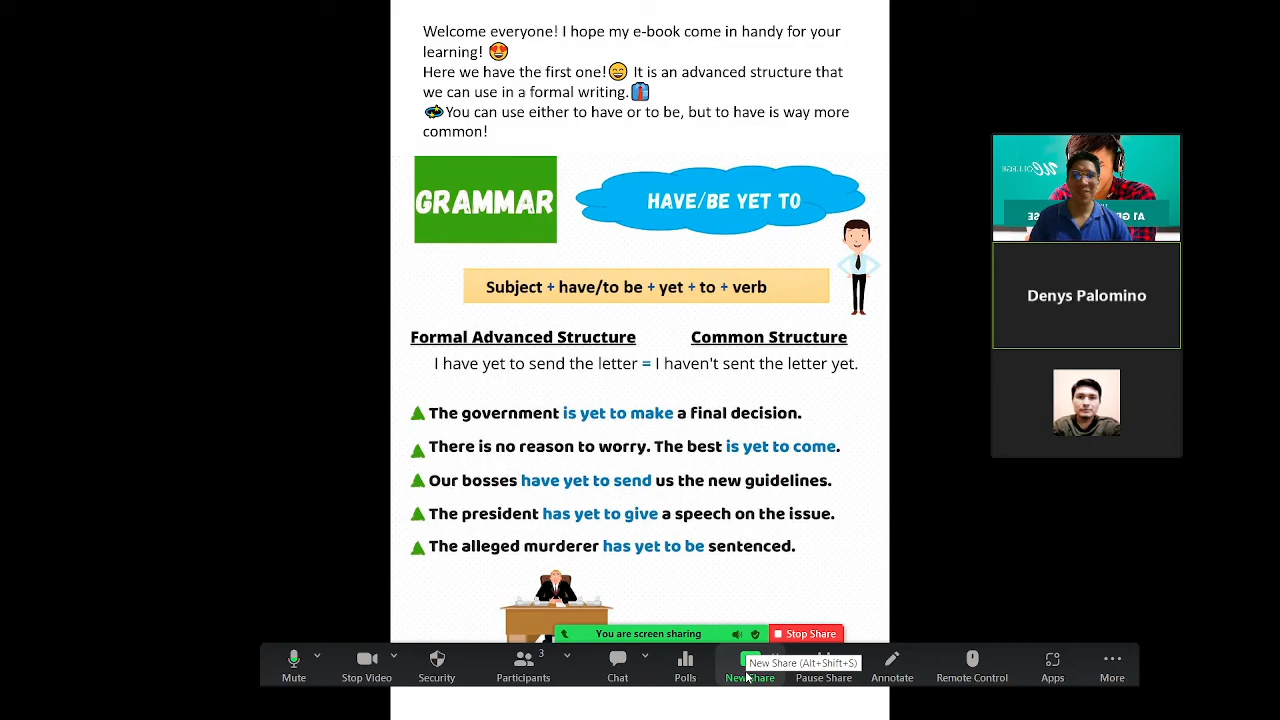 Welcome everyone! I hope my e-book come in handy for your
learning! 😍
Here we have the first one!😄 It is an advanced structure that
we can use in a formal writing.👔
💫You can use either to have or to be, but to have is way more
common!
GRAMMAR
HAVE/BE YET TO
Subject + have/to be + yet + to + verb
Formal Advanced Structure
Common Structure
I have yet to send the letter = I haven't sent the letter yet.
The government is yet to make a final decision.
There is no reason to worry. The best is yet to come.
Our bosses have yet to send us the new guidelines.
The president has yet to give a speech on the issue.
The alleged murderer has yet to be sentenced.
Denys Palomino
You are screen sharing
Stop Share
New Share (Alt+Shift+S)
3
Mute
Stop Video
Security
Participants
Chat
Polls
New Share
Pause Share
Annotate
Remote Control
Apps
More